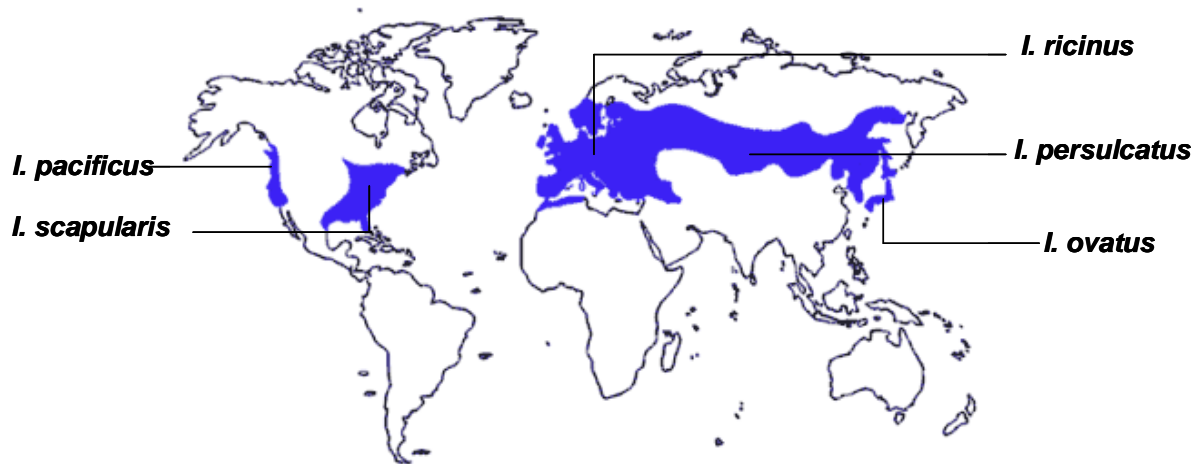 I. ricinus
I. persulcatus
I. pacificus
I. scapularis
I. ovatus